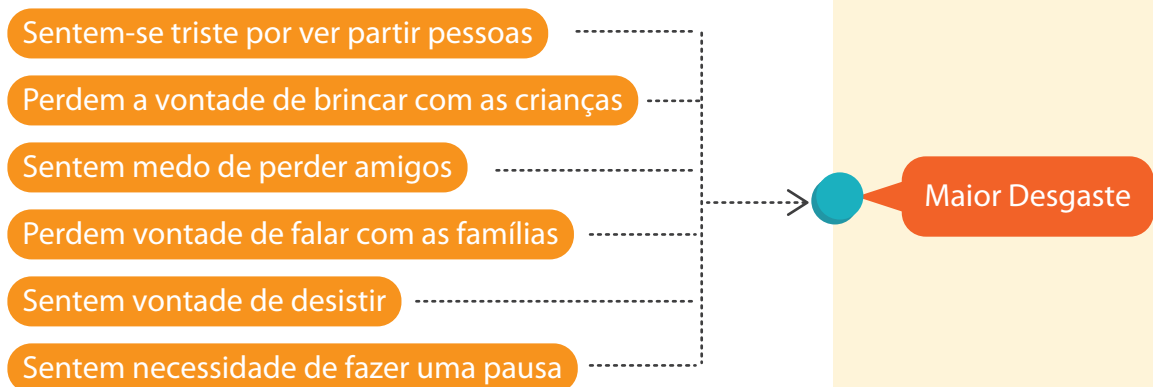 Sentem-se triste por ver partir pessoas
Perdem a vontade de brincar com as crianças
Sentem medo de perder amigos
Perdem vontade de falar com as famílias
Sentem vontade de desistir
Sentem necessidade de fazer uma pausa
Maior Desgaste